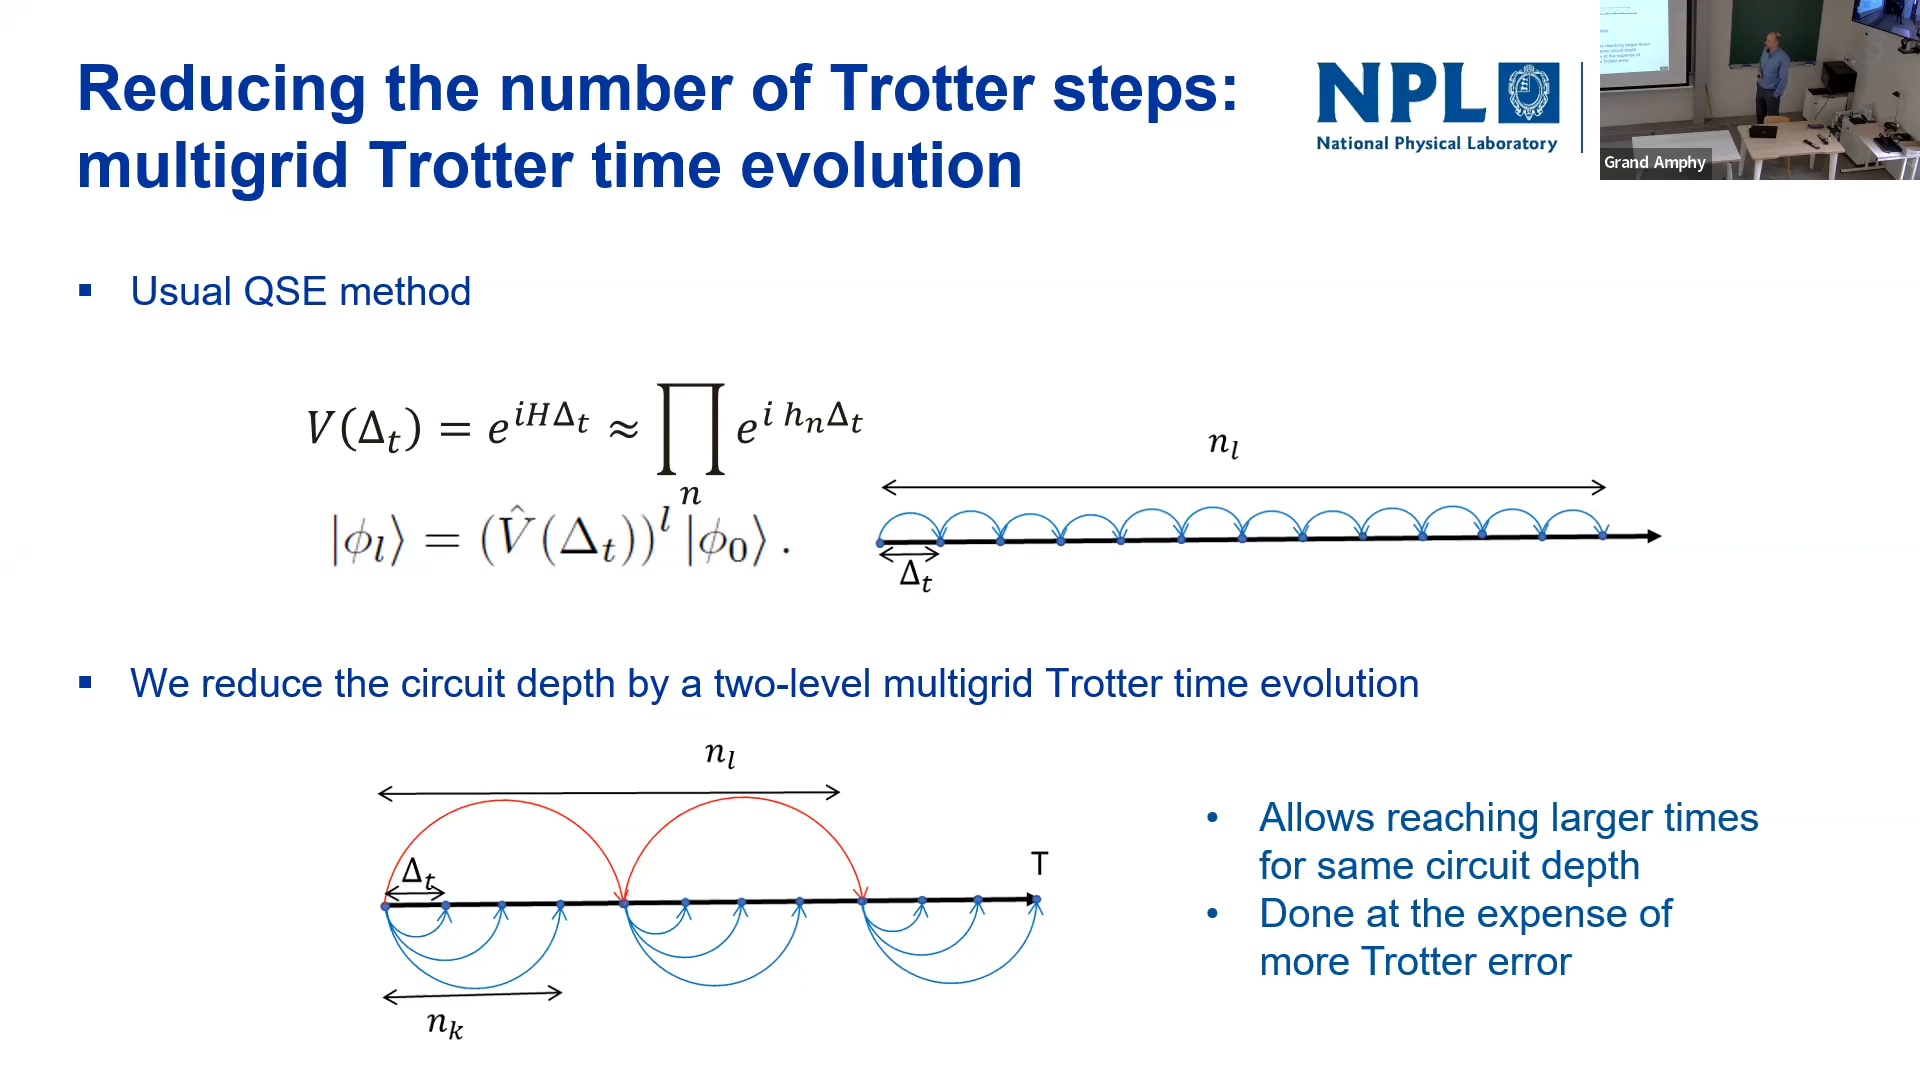 Reducing the number of Trotter steps:
multigrid Trotter time evolution
NPL
National Physical Laboratory
Grand Amphy
▪ Usual QSE method
V(Δ_t) = e^{iHΔ_t} ≈ ∏_n e^{i h_nΔ_t}
|ϕ_l⟩ = (V̂(Δ_t))^l |ϕ_0⟩ .
n_l
Δ_t
▪ We reduce the circuit depth by a two-level multigrid Trotter time evolution
n_l
Δ_t
T
n_k
• Allows reaching larger times
for same circuit depth
• Done at the expense of
more Trotter error